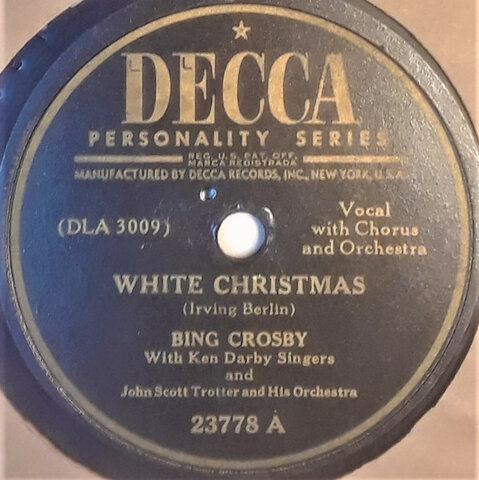 DECCA
PERSONALITY SERIES
REG. U.S. PAT. OFF.
MARCA REGISTRADA
MANUFACTURED BY DECCA RECORDS, INC., NEW YORK, U.S.A.
(DLA 3009)
Vocal
with Chorus
and Orchestra
WHITE CHRISTMAS
(Irving Berlin)
BING CROSBY
With Ken Darby Singers
and
John Scott Trotter and His Orchestra
23778 A